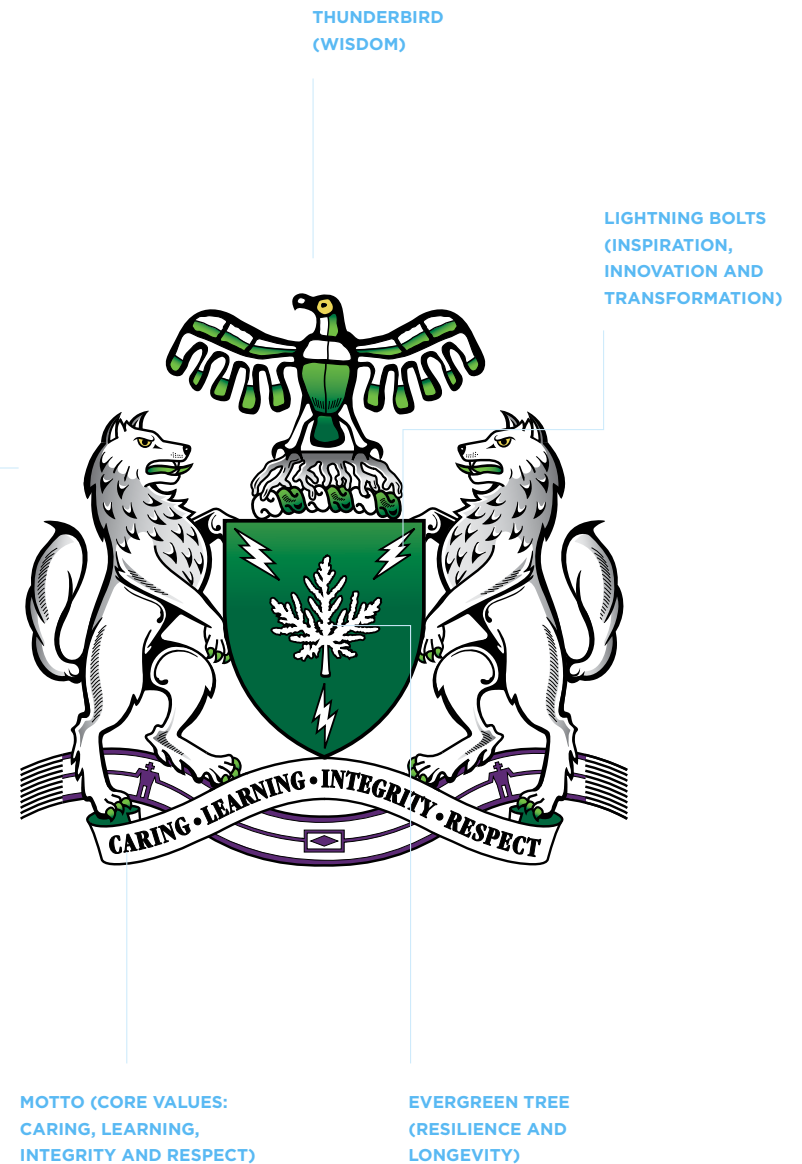 THUNDERBIRD
(WISDOM)
LIGHTNING BOLTS
(INSPIRATION,
INNOVATION AND
TRANSFORMATION)
CARING • LEARNING • INTEGRITY • RESPECT
MOTTO (CORE VALUES:
CARING, LEARNING,
INTEGRITY AND RESPECT)
EVERGREEN TREE
(RESILIENCE AND
LONGEVITY)